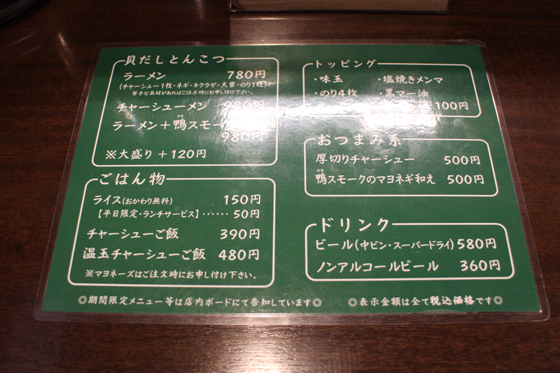 貝だしとんこつ
ラーメン 780円
(チャーシュー1枚・ネギ・キクラゲ・大葉・のり1枚)
チャーシューメン
ラーメン+鴨スモーク
980円
※大盛り +120円
ごはん物
ライス(おかわり無料) 150円
【平日限定・ランチサービス】……50円
チャーシューご飯 390円
温玉チャーシューご飯 480円
※マヨネーズはご注文時にお申し付け下さい。
トッピング
・味玉 ・塩焼きメンマ
・のり4枚 ・黒マー油
100円
おつまみ系
厚切りチャーシュー 500円
鴨スモークのマヨネギ和え 500円
ドリンク
ビール(中ビン・スーパードライ) 580円
ノンアルコールビール 360円
◎期間限定メニュー等は店内ボードにて告知しています◎ ◎表示金額は全て税込価格です◎